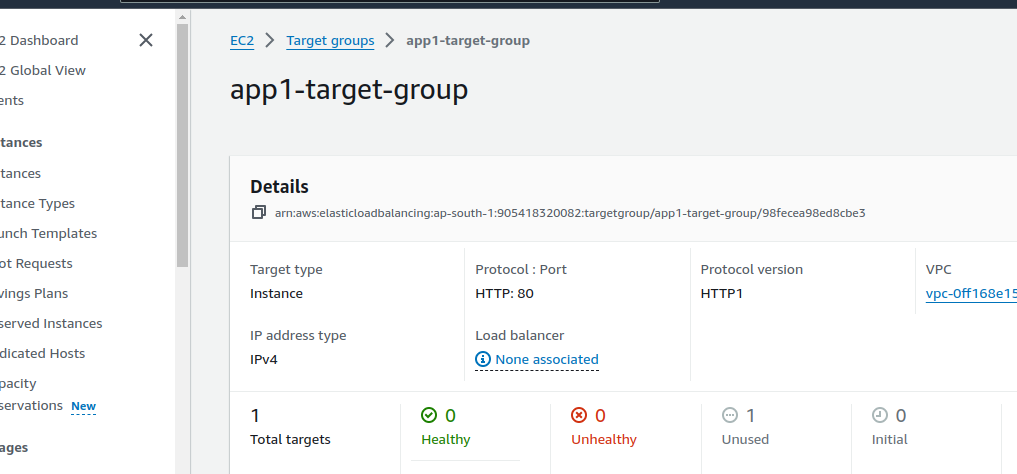 2 Dashboard
2 Global View
ents
tances
tances
tance Types
unch Templates
ot Requests
vings Plans
served Instances
dicated Hosts
pacity
servations New
ages
EC2 > Target groups > app1-target-group
app1-target-group
Details
arn:aws:elasticloadbalancing:ap-south-1:905418320082:targetgroup/app1-target-group/98fecea98ed8cbe3
Target type
Instance
Protocol : Port
HTTP: 80
Protocol version
HTTP1
VPC
vpc-0ff168e15
IP address type
IPv4
Load balancer
None associated
1
Total targets
0
Healthy
0
Unhealthy
1
Unused
0
Initial